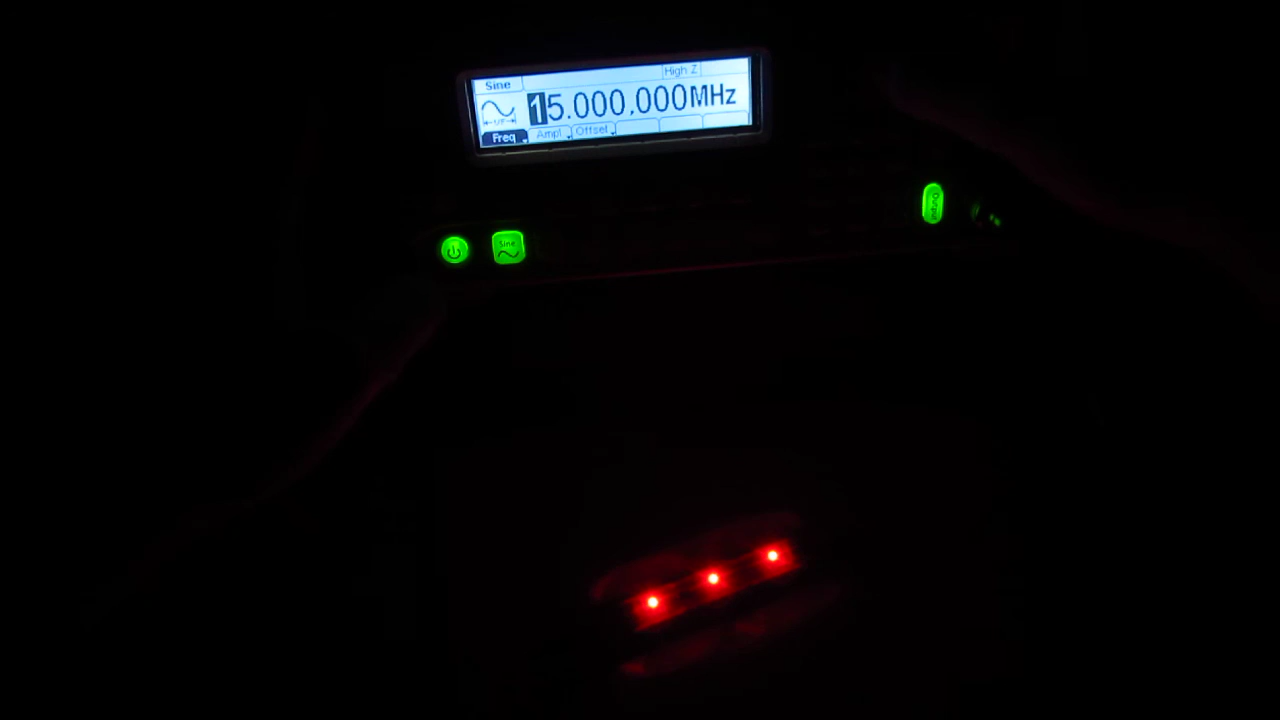 Sine
High Z
15.000,000MHz
Freq Ampl Offset
Sine
Output